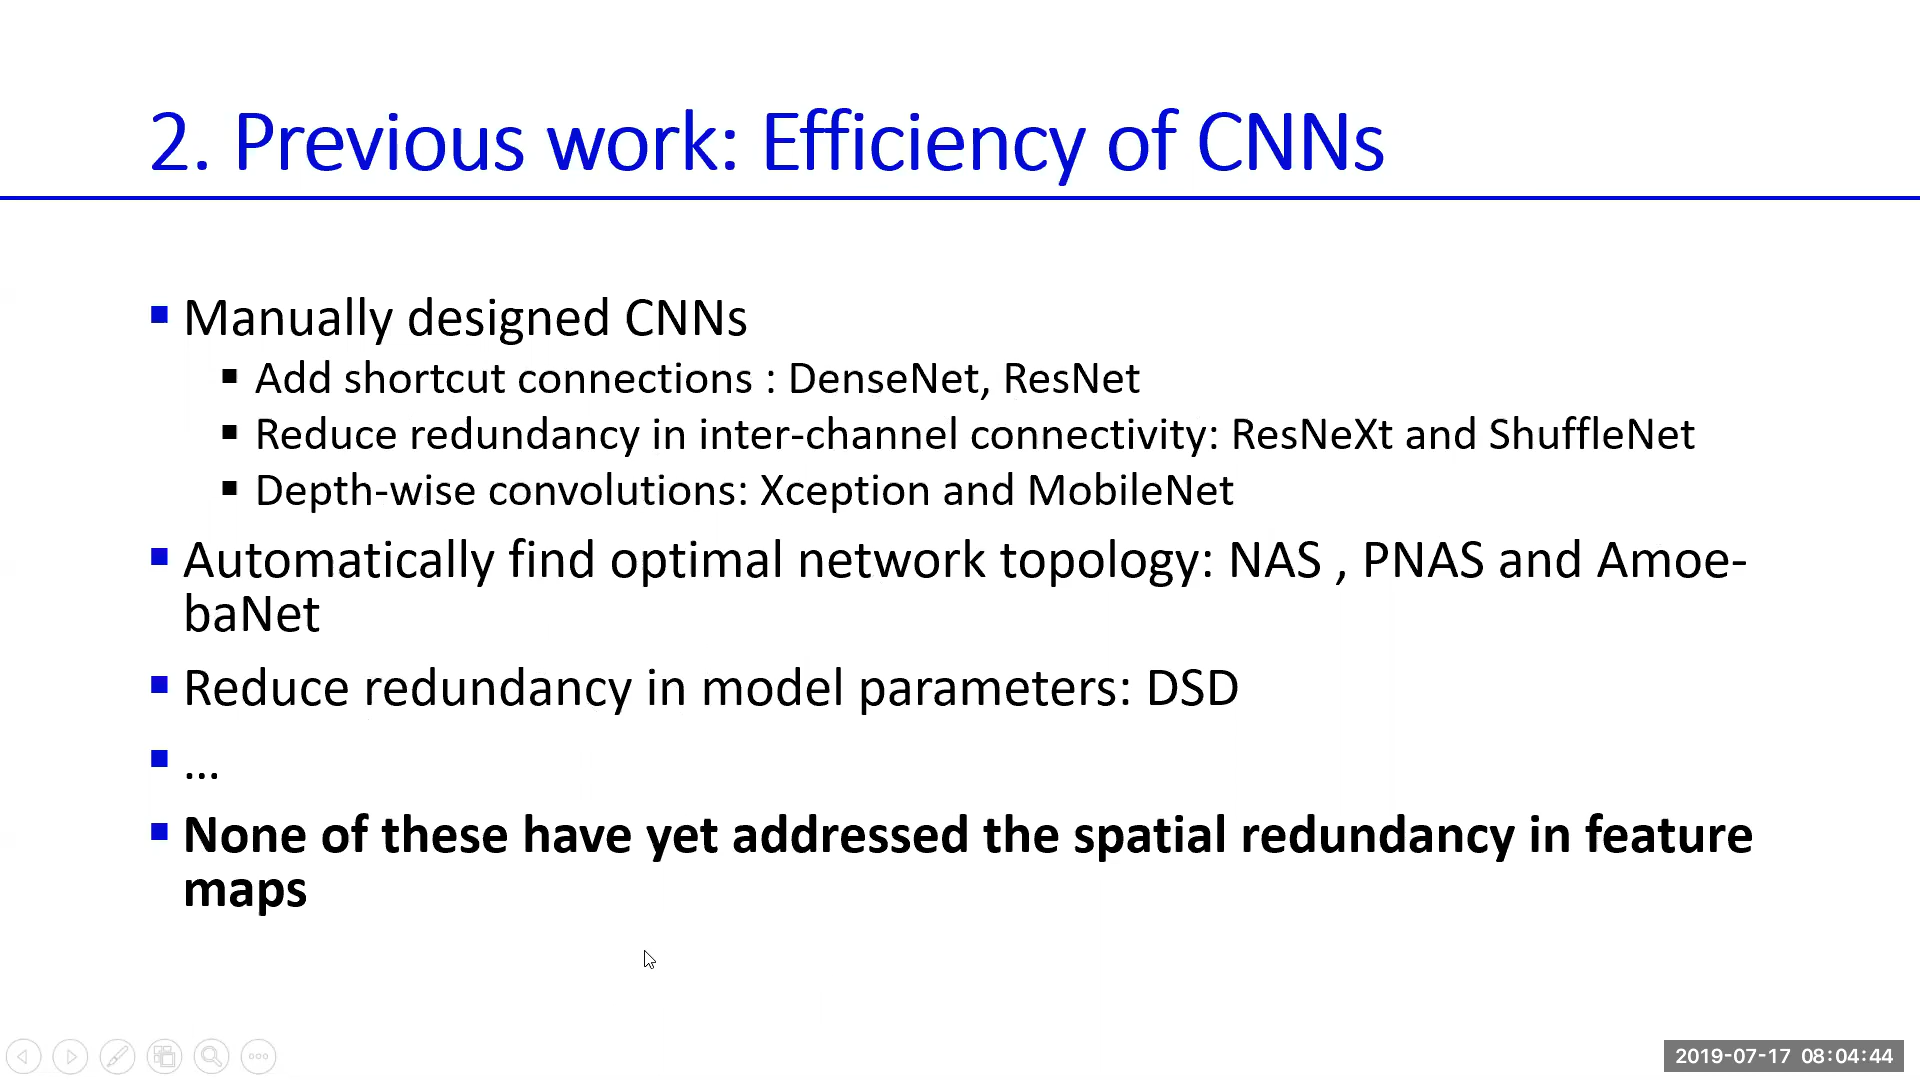 2. Previous work: Efficiency of CNNs
Manually designed CNNs
Add shortcut connections : DenseNet, ResNet
Reduce redundancy in inter-channel connectivity: ResNeXt and ShuffleNet
Depth-wise convolutions: Xception and MobileNet
Automatically find optimal network topology: NAS , PNAS and Amoe-
baNet
Reduce redundancy in model parameters: DSD
...
None of these have yet addressed the spatial redundancy in feature
maps
2019-07-17 08:04:44